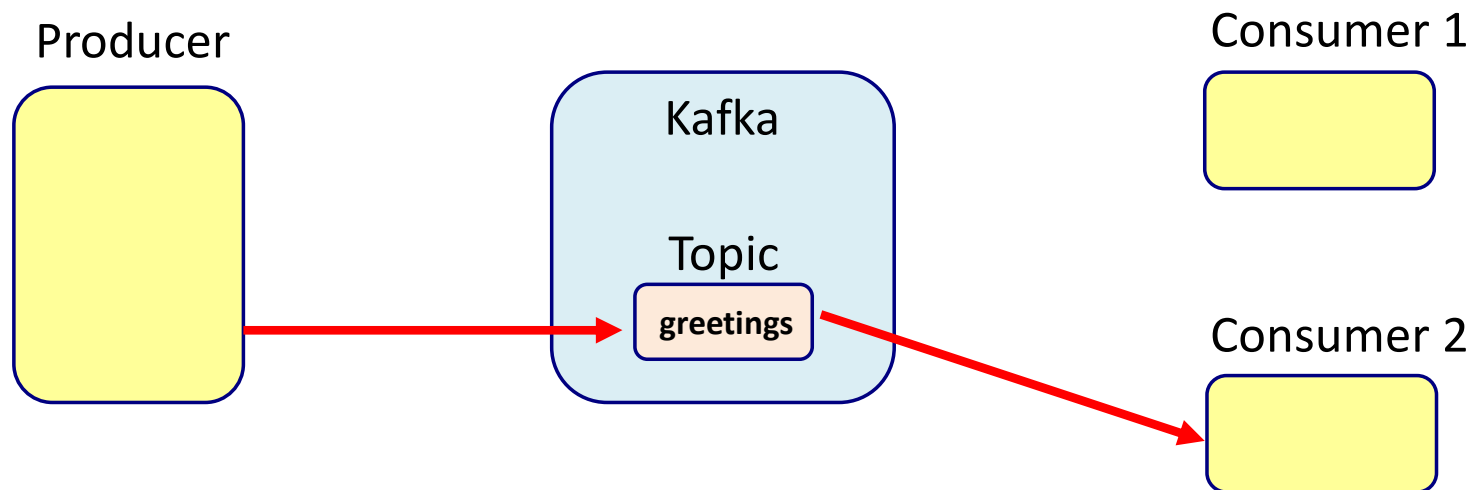 Producer
Kafka
Topic
greetings
Consumer 1
Consumer 2